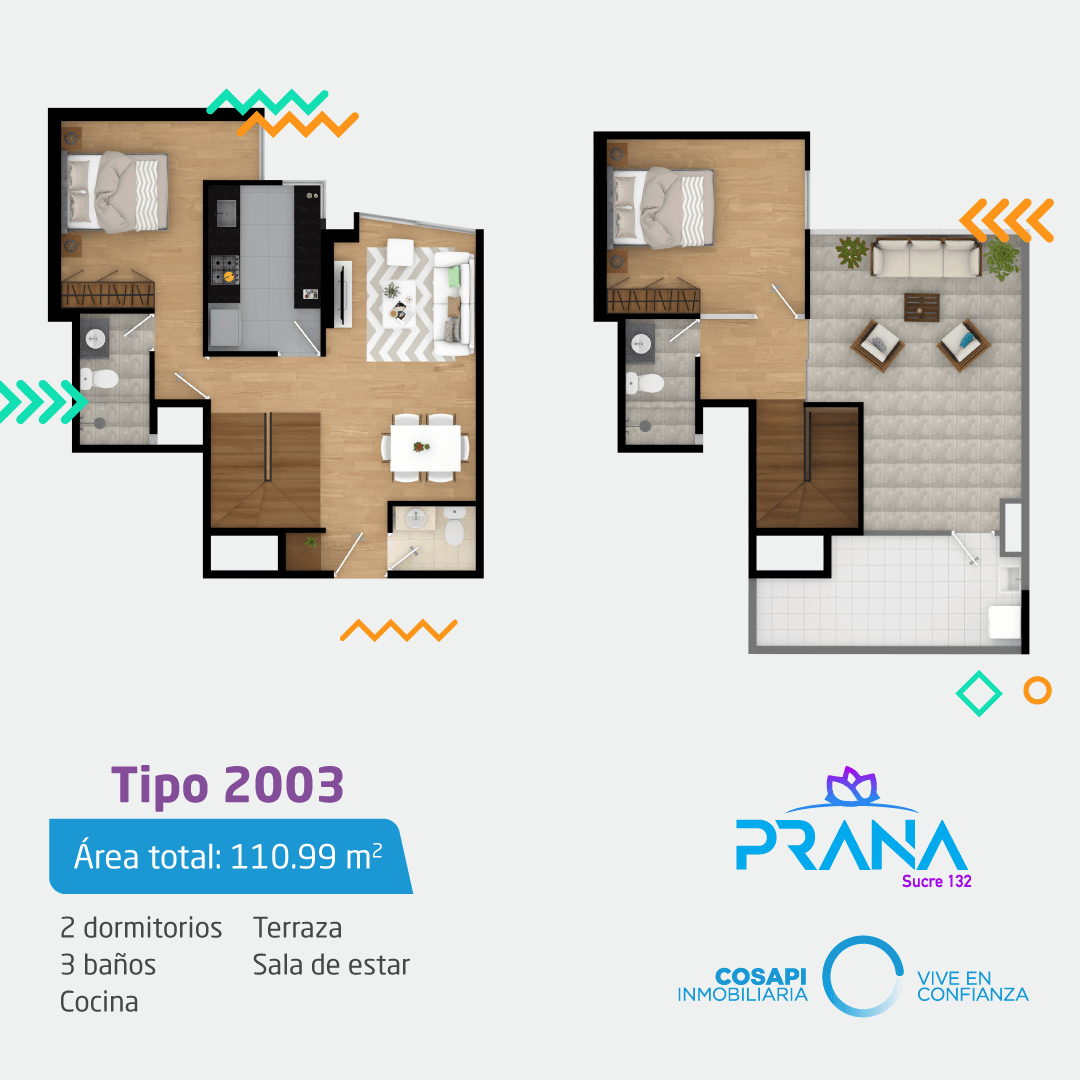 Tipo 2003
Área total: 110.99 m²
2 dormitorios
3 baños
Cocina
Terraza
Sala de estar
PRANA
Sucre 132
COSAPI
INMOBILIARIA
VIVE EN
CONFIANZA